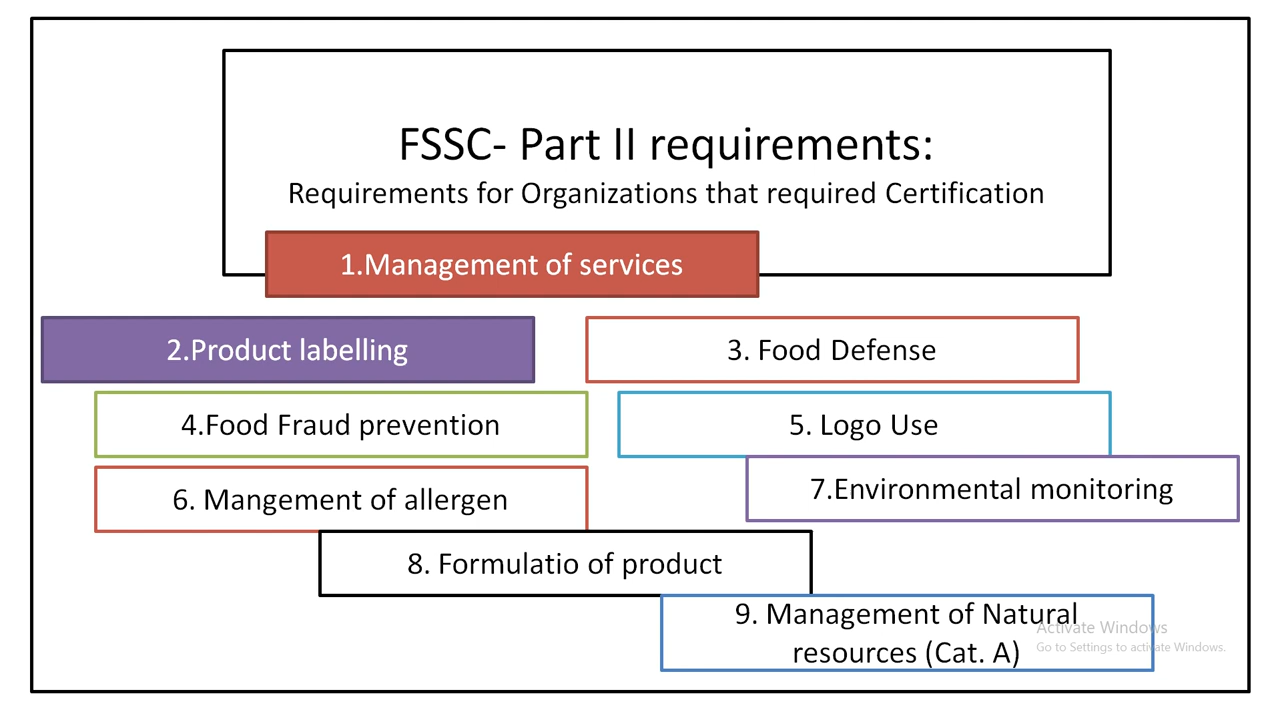 FSSC- Part II requirements:
Requirements for Organizations that required Certification
1.Management of services
2.Product labelling
3. Food Defense
4.Food Fraud prevention
5. Logo Use
6. Mangement of allergen
7.Environmental monitoring
8. Formulatio of product
9. Management of Natural
resources (Cat. A)
Activate Windows
Go to Settings to activate Windows.